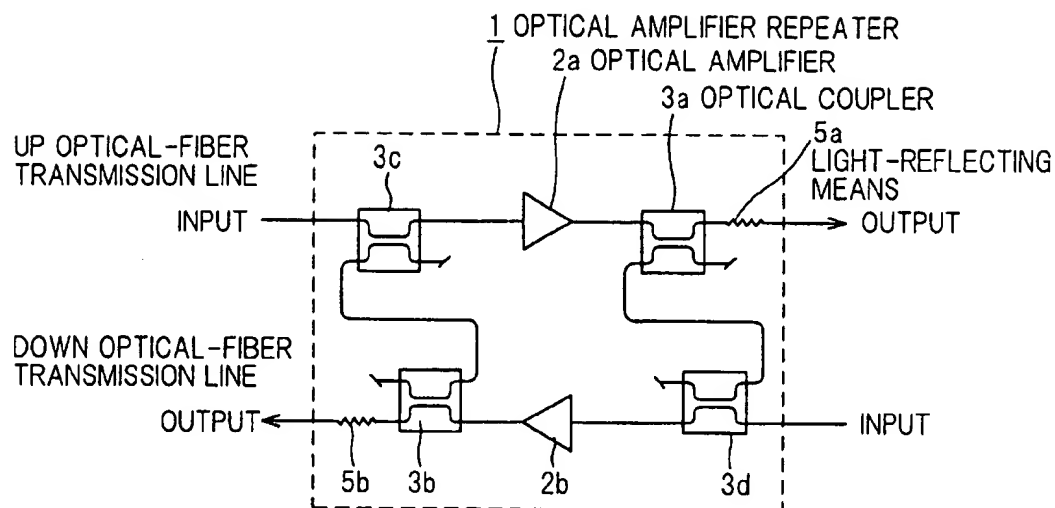 1 OPTICAL AMPLIFIER REPEATER
2a OPTICAL AMPLIFIER
3a OPTICAL COUPLER
5a
LIGHT-REFLECTING
MEANS
UP OPTICAL-FIBER
TRANSMISSION LINE
3c
INPUT
OUTPUT
DOWN OPTICAL-FIBER
TRANSMISSION LINE
OUTPUT
INPUT
5b
3b
2b
3d